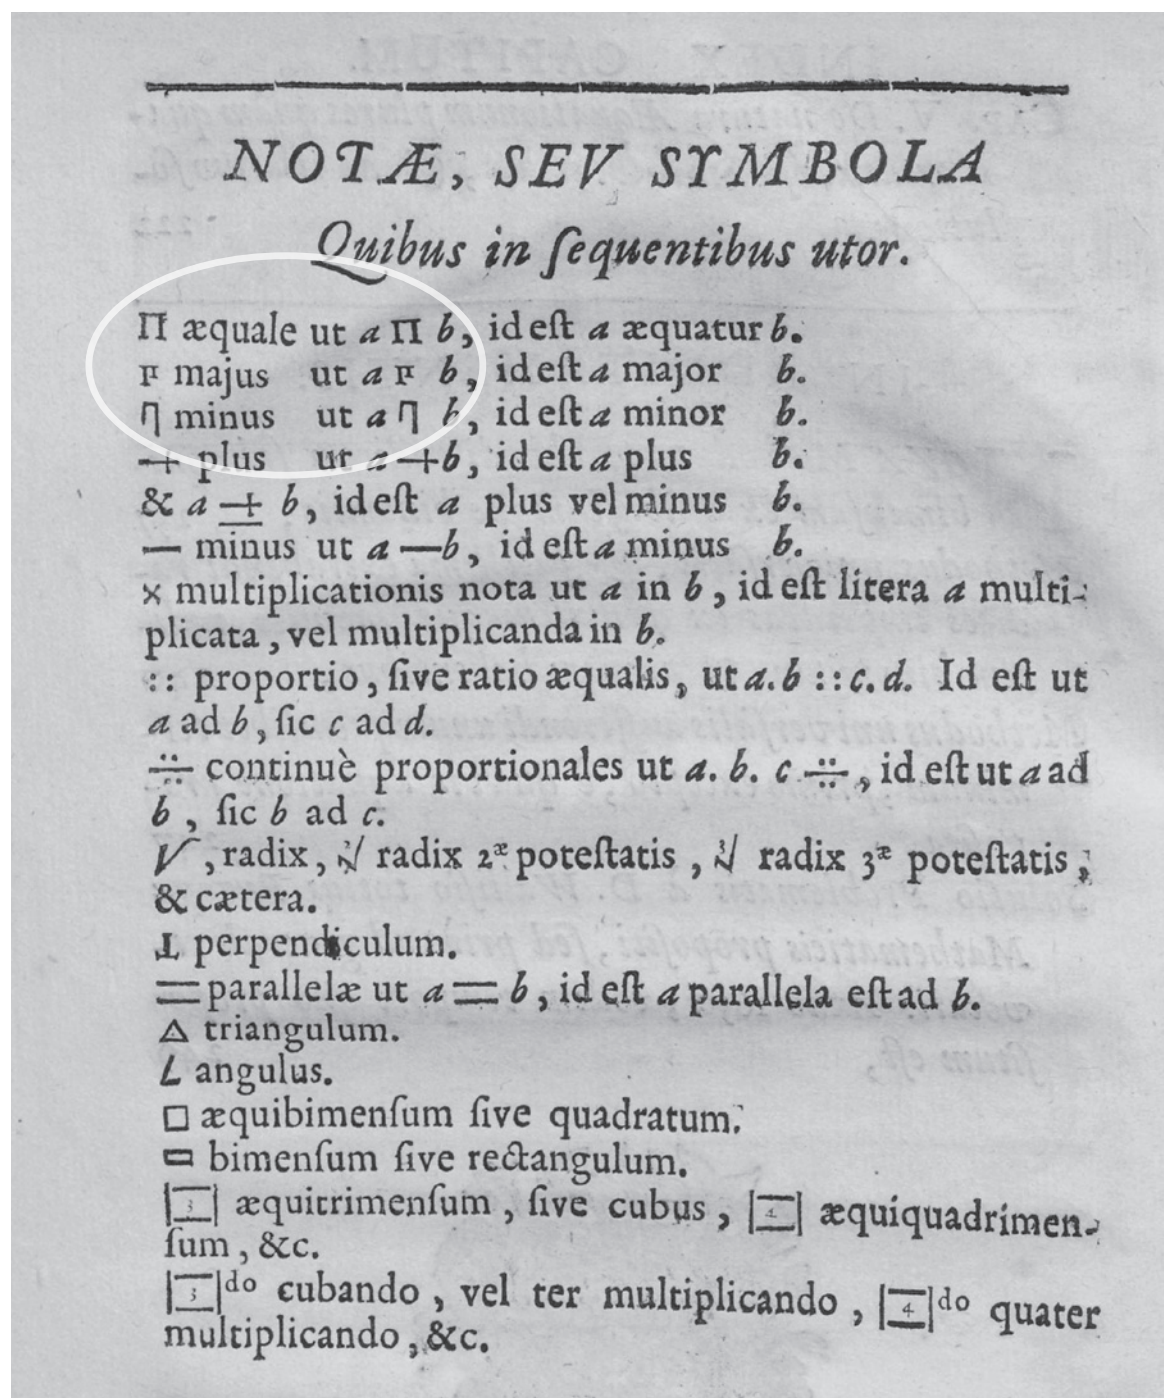 NOTÆ, SEV SYMBOLA
Quibus in ſequentibus utor.
Π æquale ut a Π b, id eſt a æquatur b.
majus ut a b, id eſt a major b.
minus ut a b, id eſt a minor b.
+ plus ut a + b, id eſt a plus b.
& a ± b, id eſt a plus vel minus b.
— minus ut a — b, id eſt a minus b.
× multiplicationis nota ut a in b, id eſt litera a multi-
plicata, vel multiplicanda in b.
:: proportio, ſive ratio æqualis, ut a. b :: c. d. Id eſt ut
a ad b, ſic c ad d.
continuè proportionales ut a. b. c , id eſt ut a ad
b, ſic b ad c.
√, radix, radix 2æ poteſtatis, ∛ radix 3æ poteſtatis,
& cætera.
⊥ perpendiculum.
= parallelæ ut a = b, id eſt a parallela eſt ad b.
△ triangulum.
∠ angulus.
□ æquibimenſum ſive quadratum.
▭ bimenſum ſive rectangulum.
|3| æquitrimenſum, ſive cubus, |4| æquiquadrimen-
ſum, &c.
|3|do cubando, vel ter multiplicando, |4|do quater
multiplicando, &c.